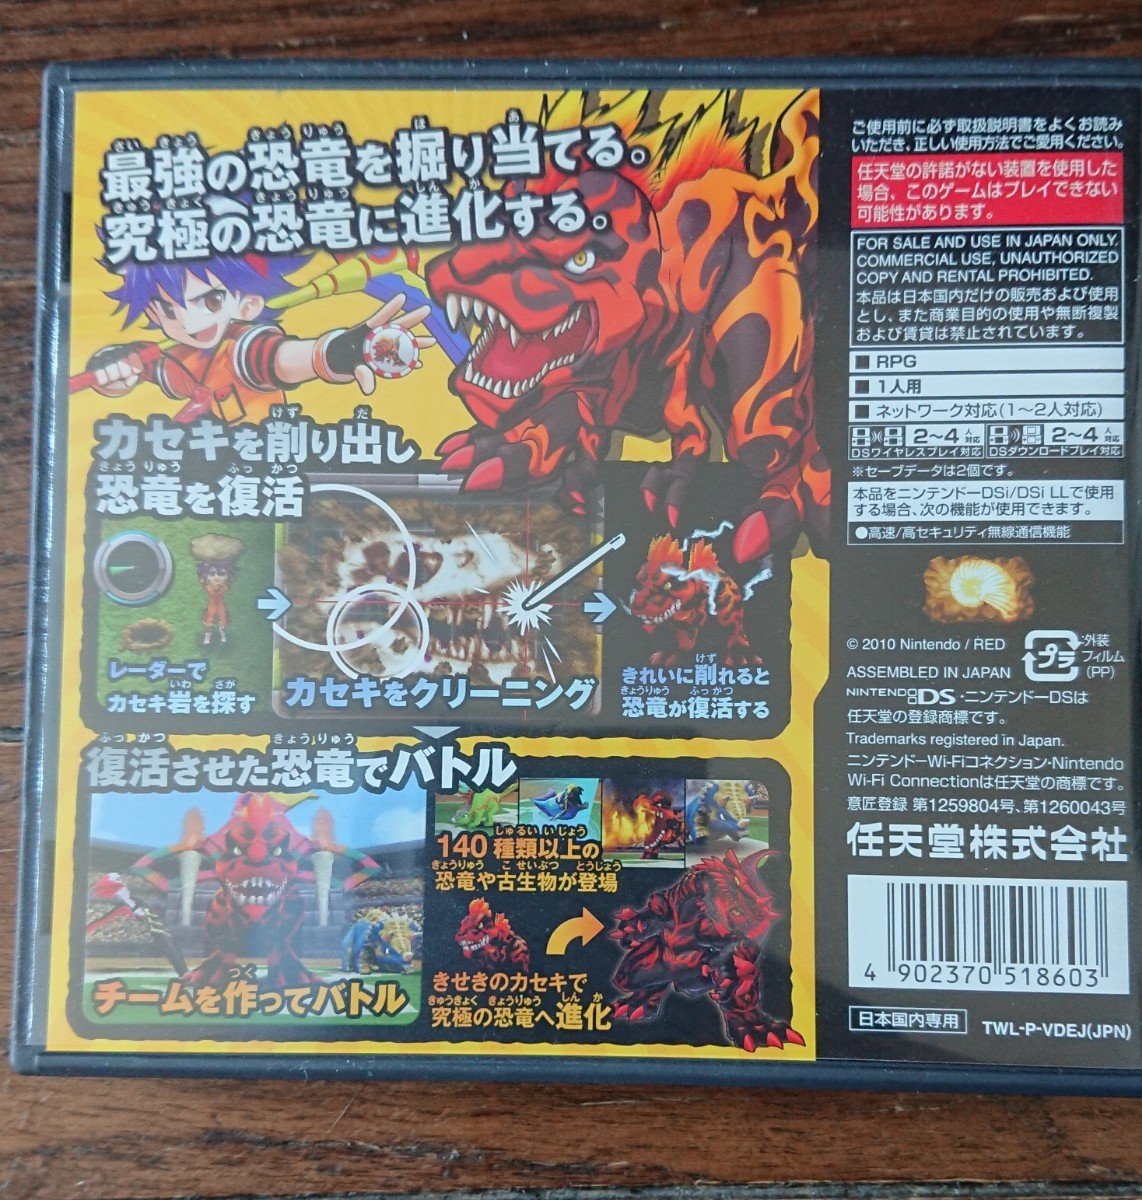 最強の恐竜を掘り当てる。
究極の恐竜に進化する。
カセキを削り出し
恐竜を復活
レーダーで
カセキ岩を探す
カセキをクリーニング
きれいに削れると
恐竜が復活する
復活させた恐竜でバトル
チームを作ってバトル
140種類以上の
恐竜や古生物が登場
きせきのカセキで
究極の恐竜へ進化
ご使用前に必ず取扱説明書をよくお読み
いただき、正しい使用方法でご愛用ください。
任天堂の許諾がない装置を使用した
場合、このゲームはプレイできない
可能性があります。
FOR SALE AND USE IN JAPAN ONLY.
COMMERCIAL USE, UNAUTHORIZED
COPY AND RENTAL PROHIBITED.
本品は日本国内だけの販売および使用
とし、また商業目的の使用や無断複製
および賃貸は禁止されています。
■ RPG
■ 1人用
■ ネットワーク対応(1〜2人対応)
2〜4人対応 DSワイヤレスプレイ対応
2〜4人対応 DSダウンロードプレイ対応
※セーブデータは2個です。
本品をニンテンドーDSi/DSi LLで使用
する場合、次の機能が使用できます。
●高速/高セキュリティ無線通信機能
© 2010 Nintendo / RED
ASSEMBLED IN JAPAN
プラ
外装
フィルム
(PP)
NINTENDO DS・ニンテンドーDSは
任天堂の登録商標です。
Trademarks registered in Japan.
ニンテンドーWi-Fiコネクション・Nintendo
Wi-Fi Connectionは任天堂の商標です。
意匠登録 第1259804号、第1260043号
任天堂株式会社
4 902370 518603
日本国内専用
TWL-P-VDEJ(JPN)